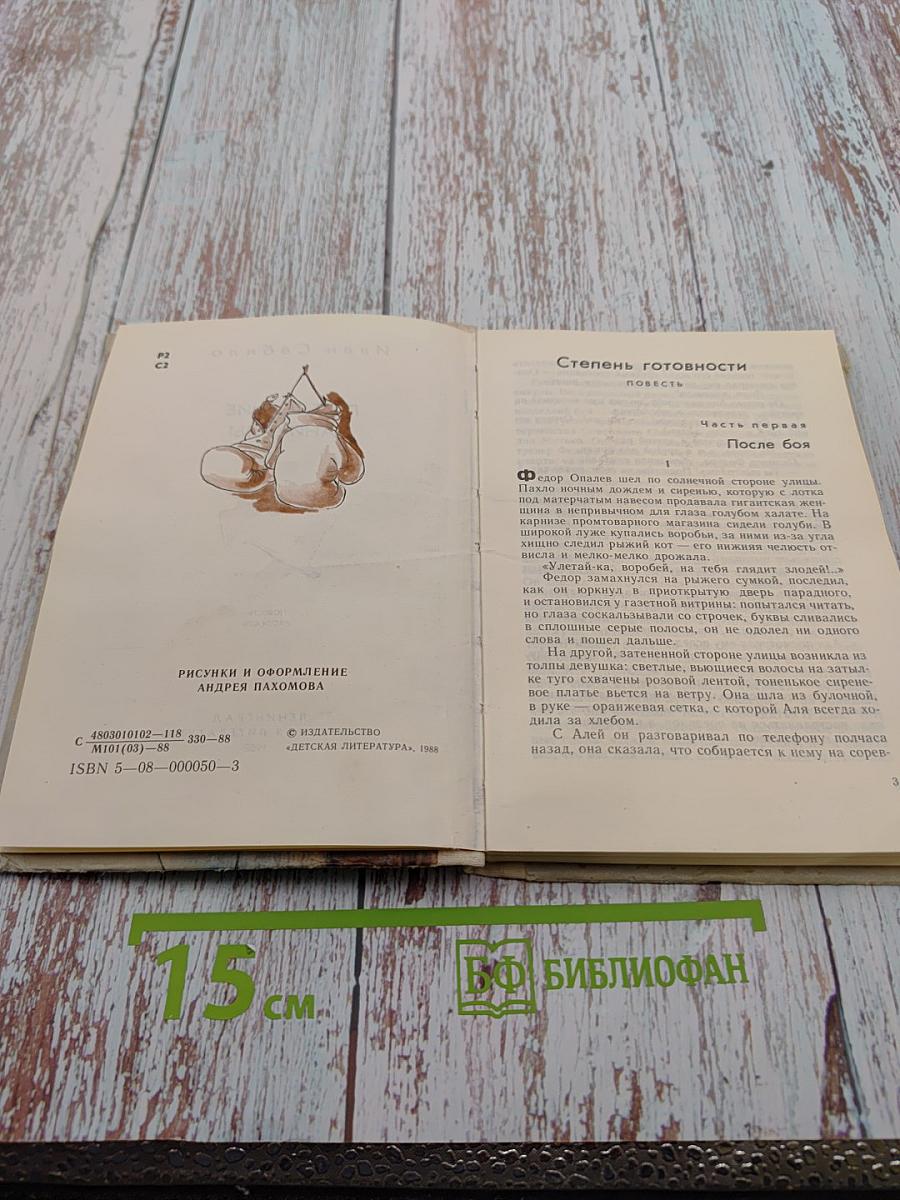 Р2
С2
РИСУНКИ И ОФОРМЛЕНИЕ
АНДРЕЯ ПАХОМОВА
С 4803010102—118 330—88
М101(03)—88
ISBN 5—08—000050—3
© ИЗДАТЕЛЬСТВО
«ДЕТСКАЯ ЛИТЕРАТУРА», 1988
Степень готовности
ПОВЕСТЬ
Часть первая
После боя
1
Федор Опалев шел по солнечной стороне улицы.
Пахло ночным дождем и сиренью, которую с лотка
под матерчатым навесом продавала гигантская жен-
щина в непривычном для глаза голубом халате. На
карнизе промтоварного магазина сидели голуби. В
широкой луже купались воробьи, за ними из-за угла
хищно следил рыжий кот — его нижняя челюсть от-
висла и мелко-мелко дрожала.
«Улетай-ка, воробей, на тебя глядит злодей!..»
Федор замахнулся на рыжего сумкой, последил,
как он юркнул в приоткрытую дверь парадного,
и остановился у газетной витрины: попытался читать,
но глаза соскальзывали со строчек, буквы сливались
в сплошные серые полосы, он не одолел ни одного
слова и пошел дальше.
На другой, затененной стороне улицы возникла из
толпы девушка: светлые, вьющиеся волосы на затыл-
ке туго схвачены розовой лентой, тоненькое сирене-
вое платье вьется на ветру. Она шла из булочной,
в руке — оранжевая сетка, с которой Аля всегда хо-
дила за хлебом.
С Алей он разговаривал по телефону полчаса
назад, она сказала, что собирается к нему на сорев-
3
15 см
БФ БИБЛИОФАН